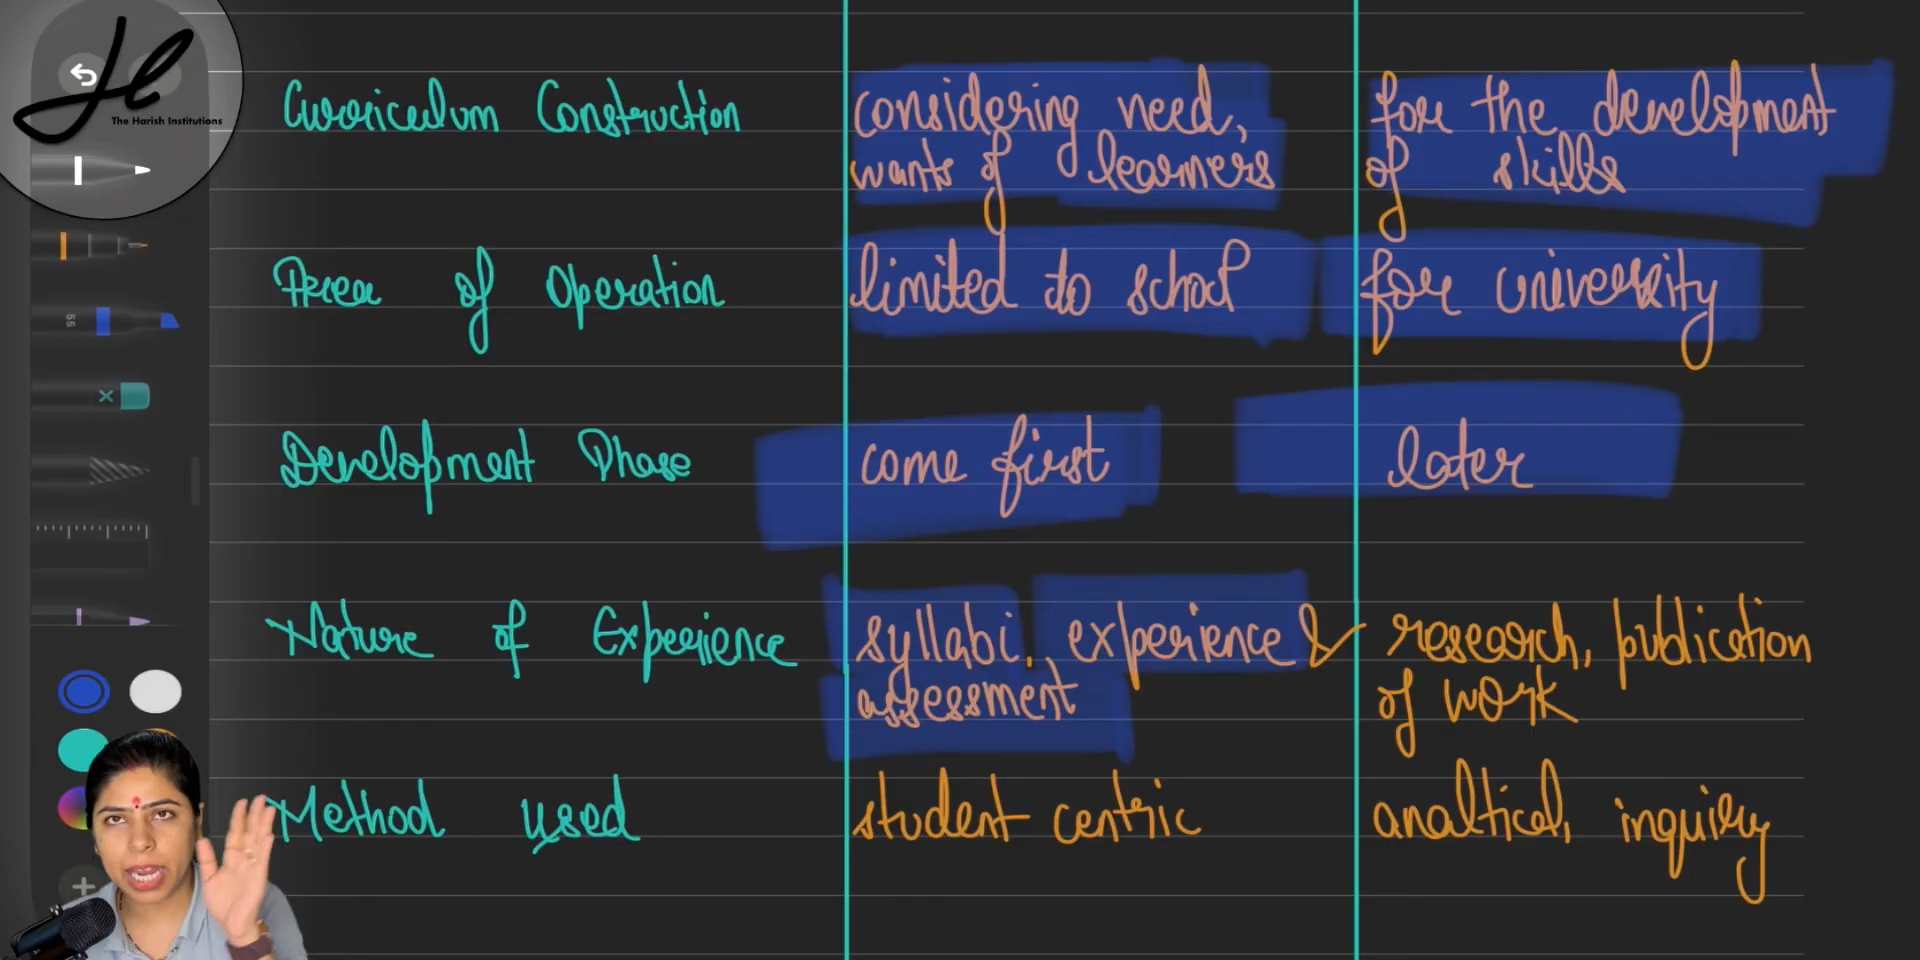 The Harish Institutions
Curriculum Construction
considering need,
wants of learners
for the development
of skills
Area of Operation
limited to school
for university
Development Phase
come first
later
Nature of Experience
syllabi, experience &
assessment
research, publication
of work
Method used
student centric
analtical, inquiry